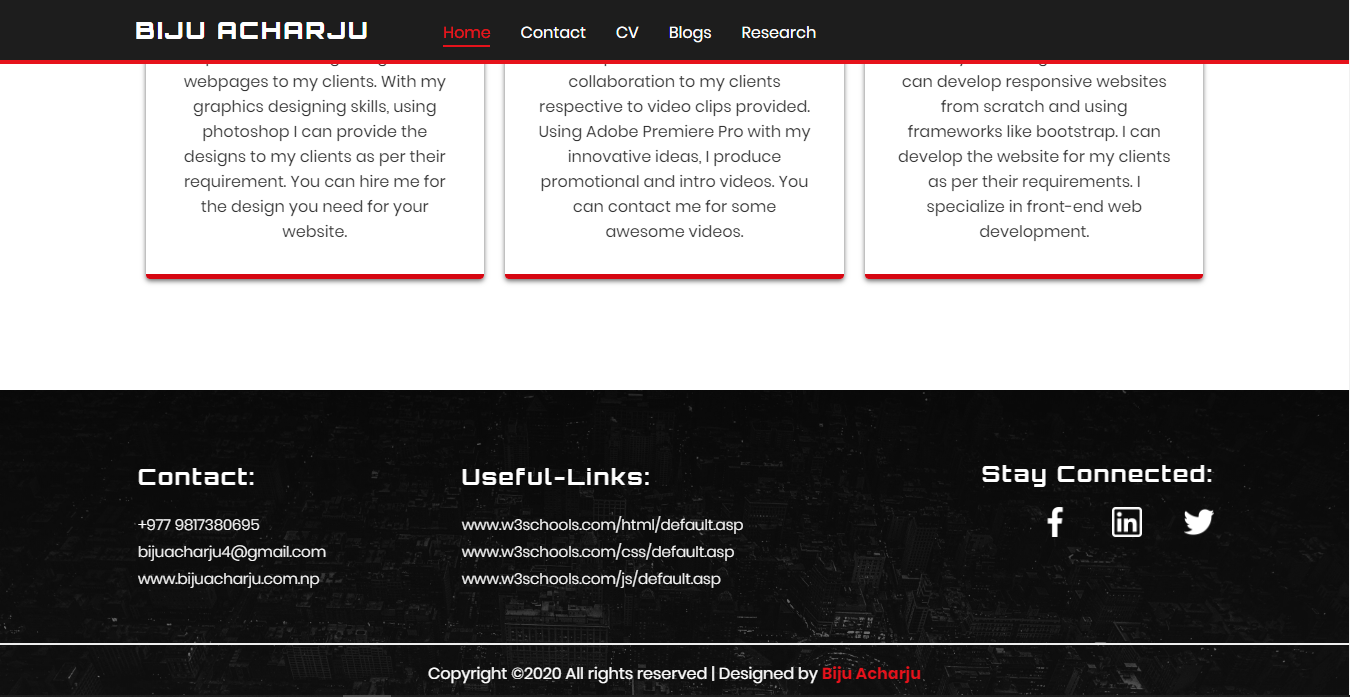 BIJU ACHARJU
Home Contact CV Blogs Research
webpages to my clients. With my
graphics designing skills, using
photoshop I can provide the
designs to my clients as per their
requirement. You can hire me for
the design you need for your
website.
collaboration to my clients
respective to video clips provided.
Using Adobe Premiere Pro with my
innovative ideas, I produce
promotional and intro videos. You
can contact me for some
awesome videos.
can develop responsive websites
from scratch and using
frameworks like bootstrap. I can
develop the website for my clients
as per their requirements. I
specialize in front-end web
development.
Contact:
+977 9817380695
bijuacharju4@gmail.com
www.bijuacharju.com.np
Useful-Links:
www.w3schools.com/html/default.asp
www.w3schools.com/css/default.asp
www.w3schools.com/js/default.asp
Stay Connected:
Copyright ©2020 All rights reserved | Designed by Biju Acharju